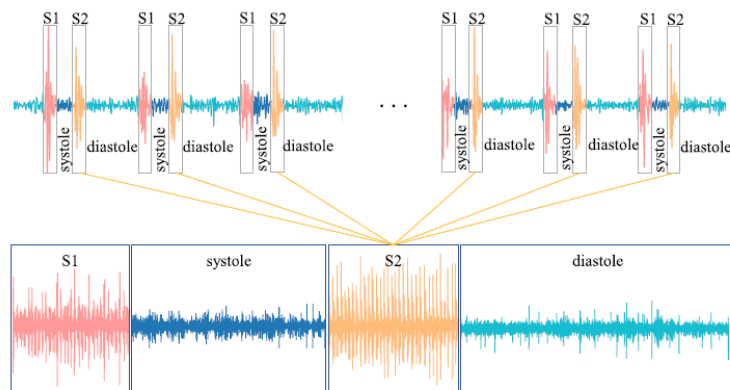 S1 S2 S1 S2 S1 S2 S1 S2 S1 S2 S1 S2
. . .
systole diastole systole diastole systole diastole systole diastole systole diastole systole diastole
S1 systole S2 diastole